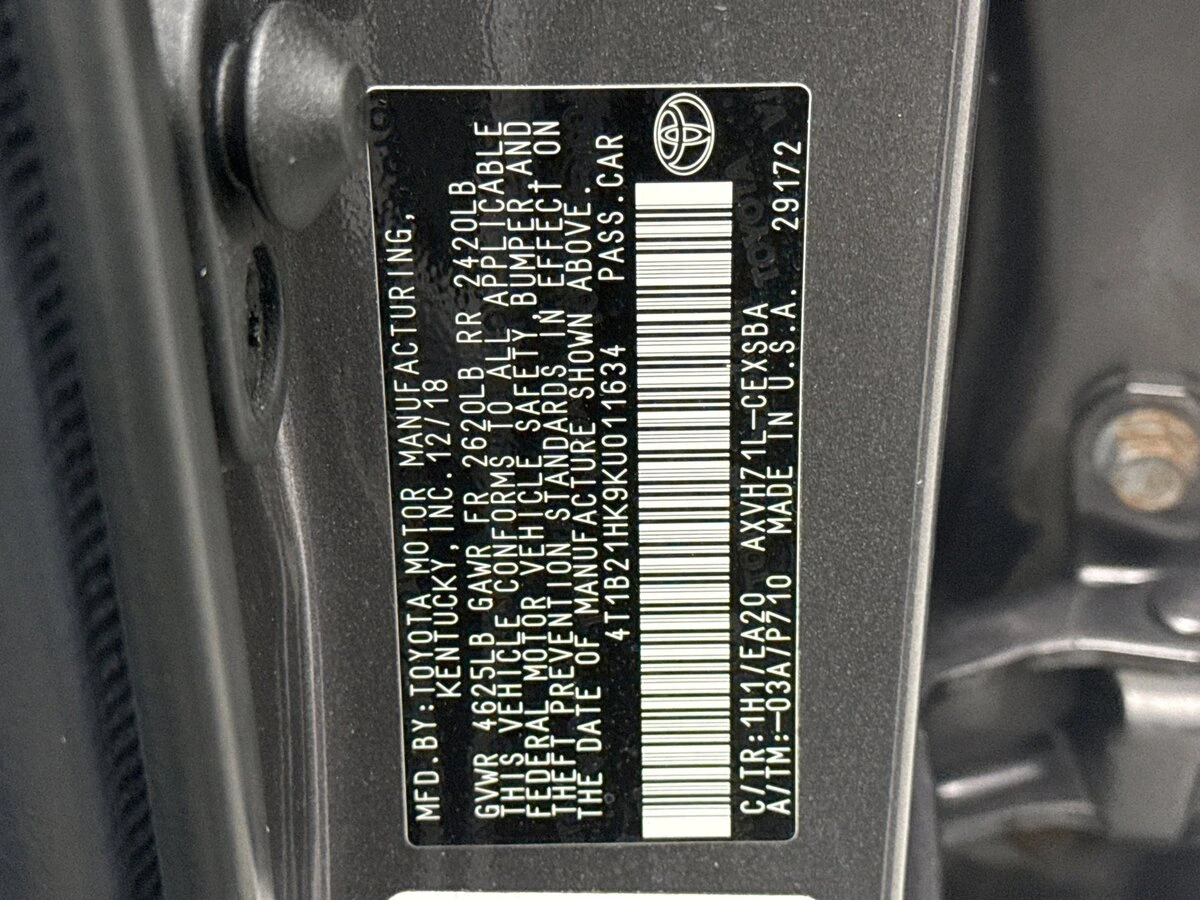 MFD.BY:TOYOTA MOTOR MANUFACTURING,
KENTUCKY, INC. 12/18
GVWR 4625LB GAWR FR 2620LB RR 2420LB
THIS VEHICLE CONFORMS TO ALL APPLICABLE
FEDERAL MOTOR VEHICLE SAFETY,BUMPER,AND
THEFT PREVENTION STANDARDS IN EFFECT ON
THE DATE OF MANUFACTURE SHOWN ABOVE.
4T1B21HK9KU011634 PASS.CAR
C/TR:1H1/EA20 AXVH71L-CEXSBA
A/TM:-03A/P710 MADE IN U.S.A. 29172
TOYOTA